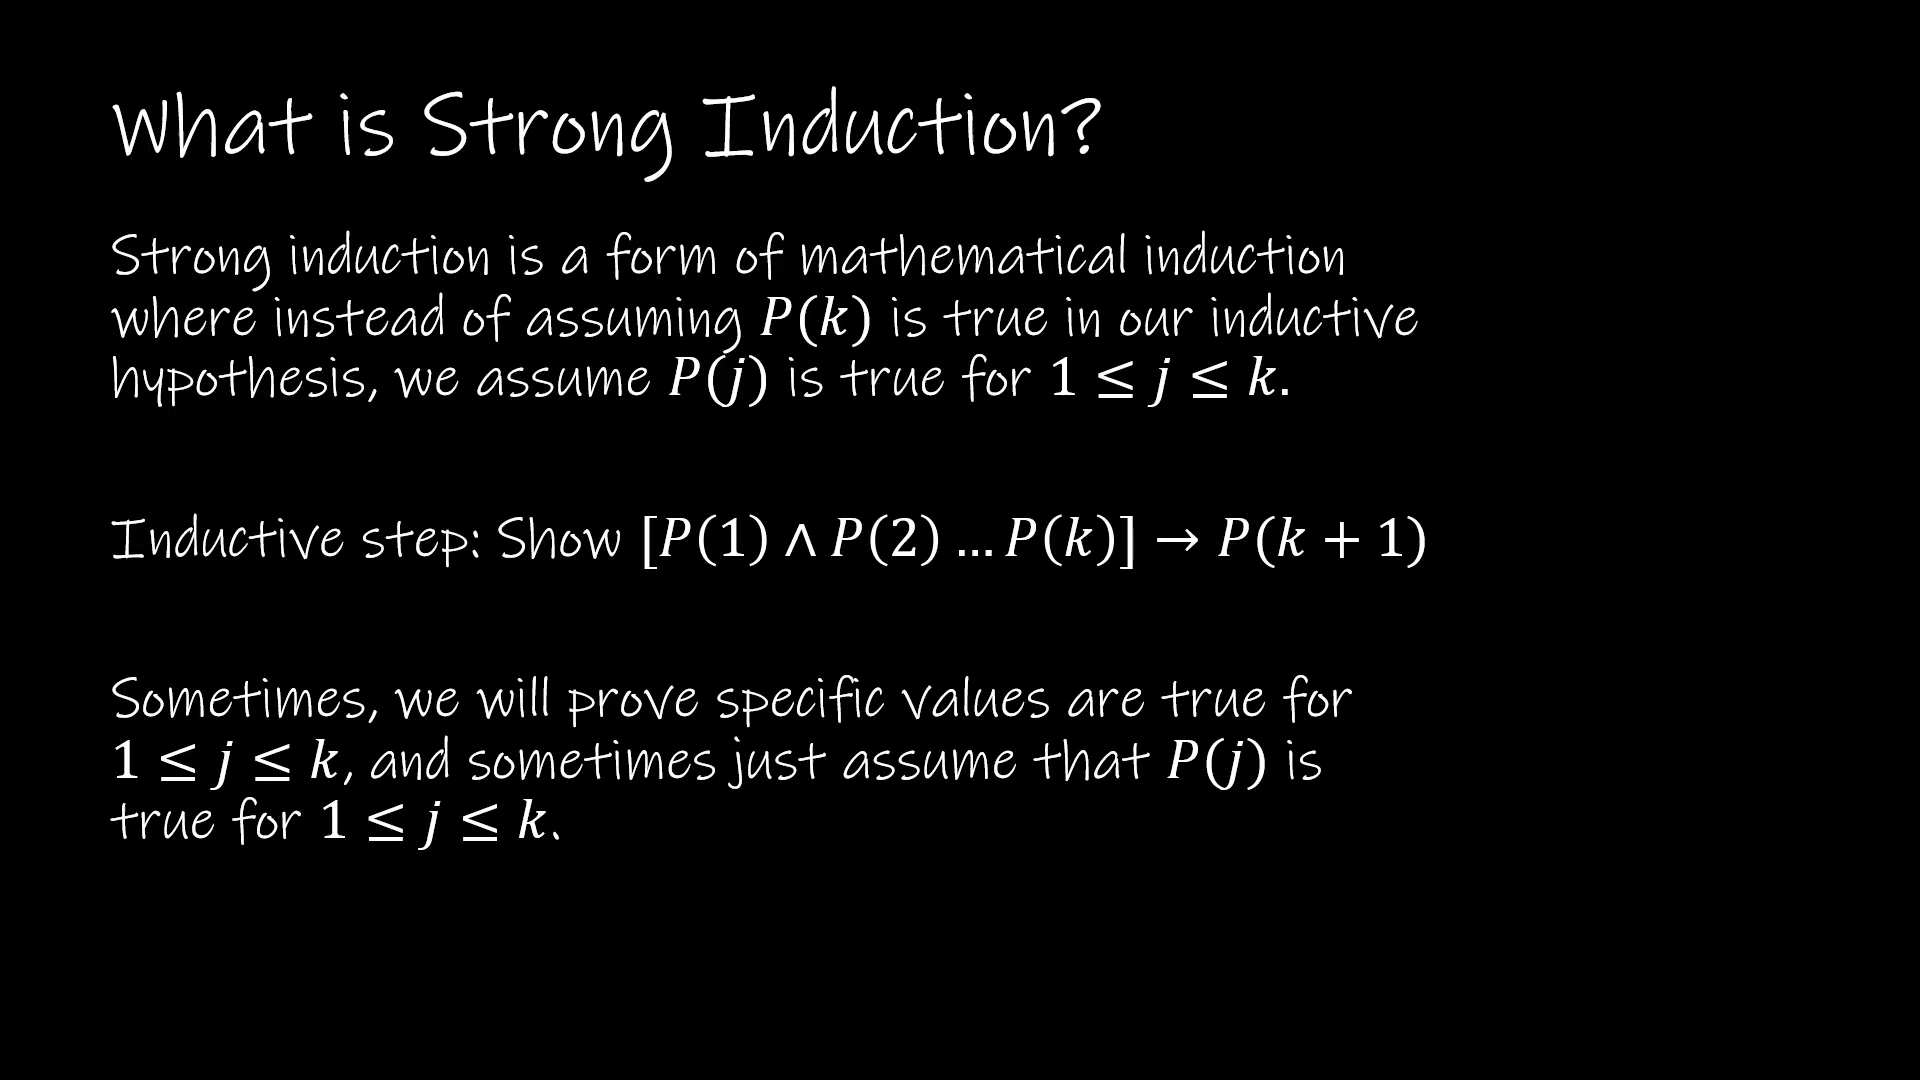 What is Strong Induction?
Strong induction is a form of mathematical induction
where instead of assuming P(k) is true in our inductive
hypothesis, we assume P(j) is true for 1 ≤ j ≤ k.
Inductive step: Show [P(1) ∧ P(2) … P(k)] → P(k + 1)
Sometimes, we will prove specific values are true for
1 ≤ j ≤ k, and sometimes just assume that P(j) is
true for 1 ≤ j ≤ k.